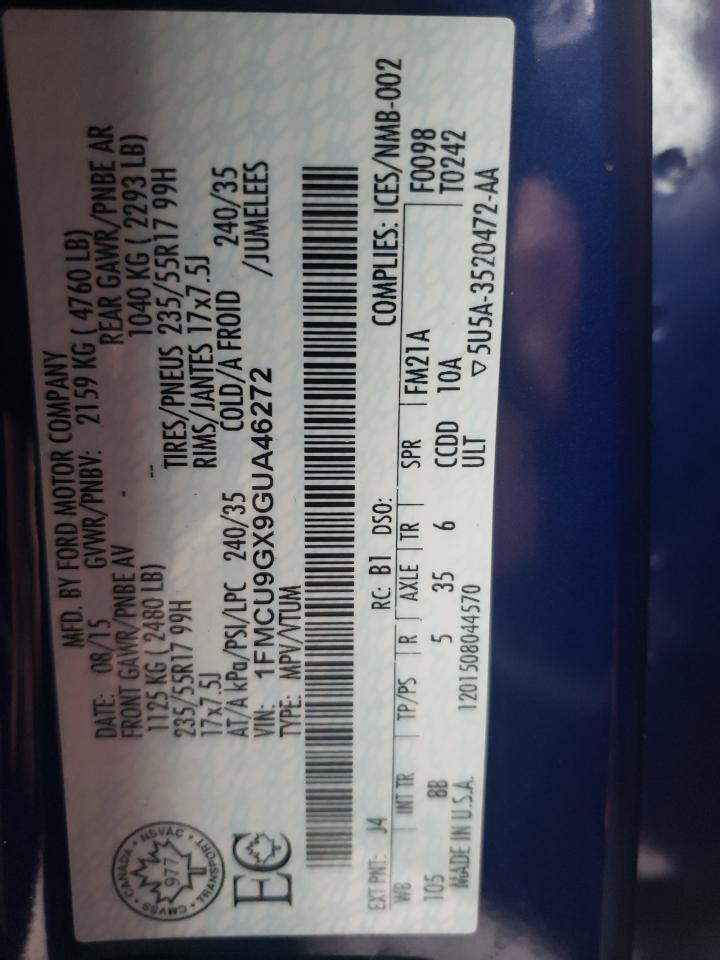 MFD. BY FORD MOTOR COMPANY
DATE: 08/15 GVWR/PNBV: 2159 KG ( 4760 LB)
FRONT GAWR/PNBE AV - REAR GAWR/PNBE AR
1125 KG ( 2480 LB) -- 1040 KG ( 2293 LB)
235/55R17 99H TIRES/PNEUS 235/55R17 99H
17x7.5J RIMS/JANTES 17x7.5J
AT/A kPa/PSI/LPC 240/35 COLD/A FROID 240/35
VIN: 1FMCU9GX9GUA46272 /JUMELEES
TYPE: MPV/VTUM
CANADA • NSVAC • TRANSPORT • CMVSS •
977
EC
COMPLIES: ICES/NMB-002
EXT PNT: J4 RC: B1 DSO: F0098
WB INT TR TP/PS R AXLE TR SPR FM21A T0242
105 8B 5 35 6 CCDD 10A
ULT
MADE IN U.S.A. 1201508044570 ▽ 5U5A-3520472-AA